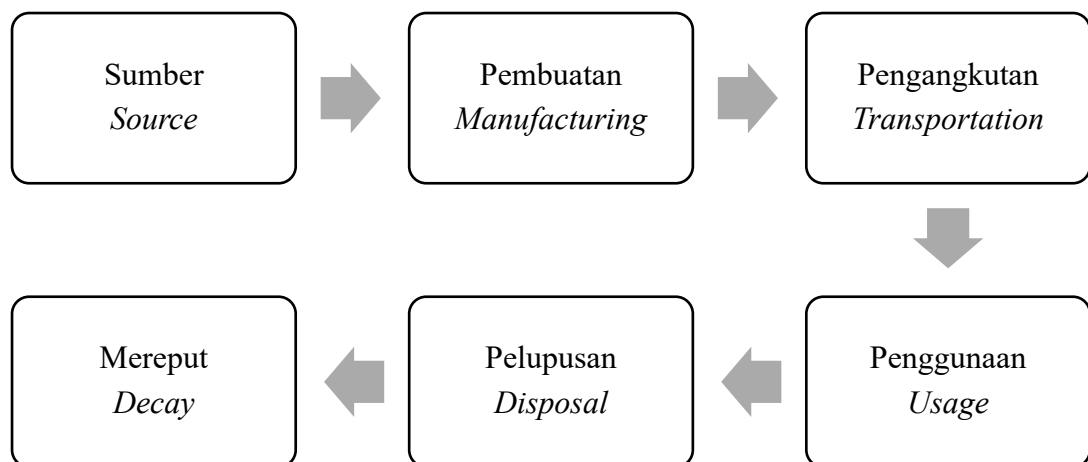 Sumber
Source
Pembuatan
Manufacturing
Pengangkutan
Transportation
Penggunaan
Usage
Pelupusan
Disposal
Mereput
Decay